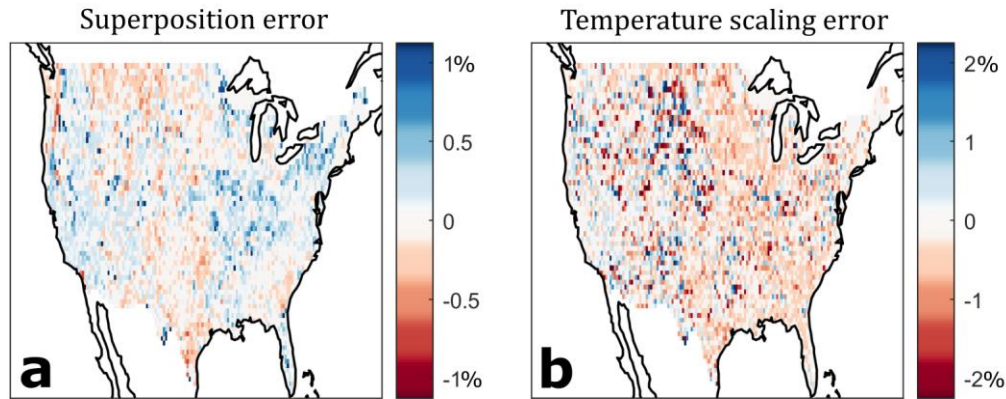 Superposition error
1%
0.5
0
-0.5
-1%
a
Temperature scaling error
2%
1
0
-1
-2%
b